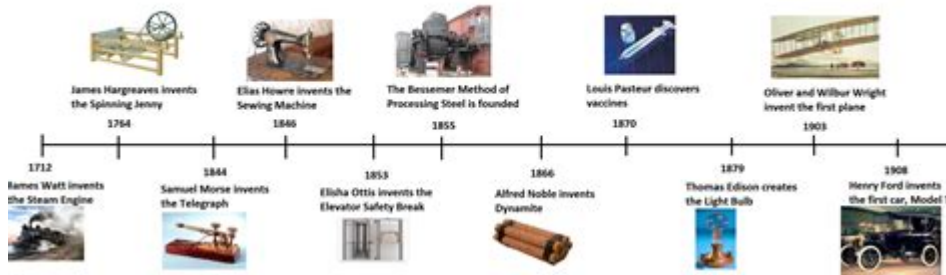 James Hargreaves invents
the Spinning Jenny
1764
Elias Howre invents the
Sewing Machine
1846
The Bessemer Method of
Processing Steel is founded
1855
Louis Pasteur discovers
vaccines
1870
Oliver and Wilbur Wright
invent the first plane
1903
1712
James Watt invents
the Steam Engine
1844
Samuel Morse invents
the Telegraph
1853
Elisha Ottis invents the
Elevator Safety Break
1866
Alfred Noble invents
Dynamite
1879
Thomas Edison creates
the Light Bulb
1908
Henry Ford invents
the first car, Model T